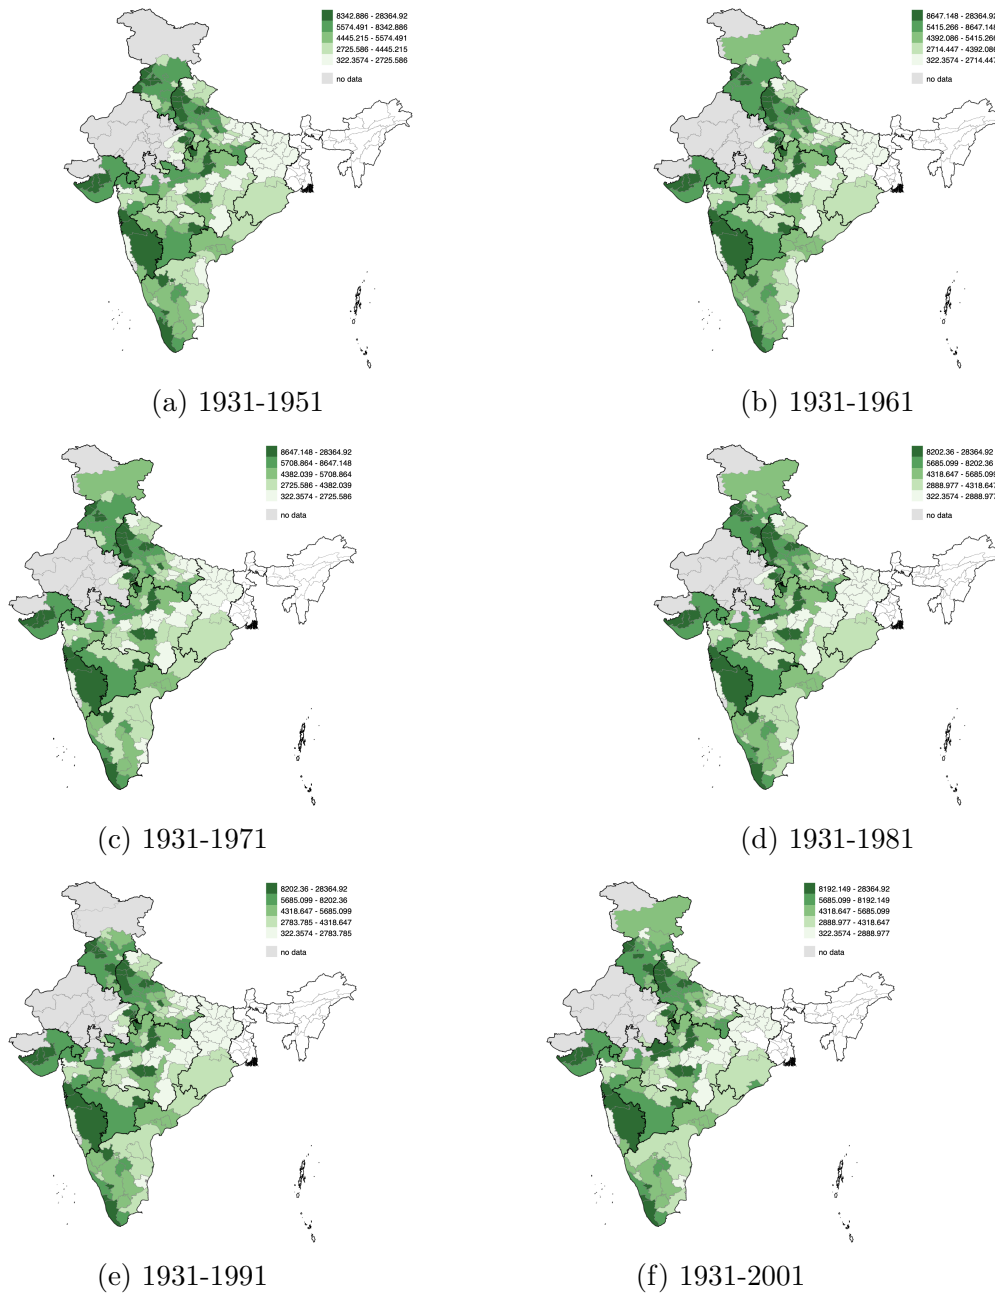 8342.886 - 28364.92
5574.491 - 8342.886
4445.215 - 5574.491
2725.586 - 4445.215
322.3574 - 2725.586
no data
(a) 1931-1951
8647.148 - 28364.92
5415.266 - 8647.148
4392.086 - 5415.266
2714.447 - 4392.086
322.3574 - 2714.447
no data
(b) 1931-1961
8647.148 - 28364.92
5708.864 - 8647.148
4382.039 - 5708.864
2725.586 - 4382.039
322.3574 - 2725.586
no data
(c) 1931-1971
8202.36 - 28364.92
5685.099 - 8202.36
4318.647 - 5685.099
2888.977 - 4318.647
322.3574 - 2888.977
no data
(d) 1931-1981
8202.36 - 28364.92
5685.099 - 8202.36
4318.647 - 5685.099
2783.785 - 4318.647
322.3574 - 2783.785
no data
(e) 1931-1991
8192.149 - 28364.92
5685.099 - 8192.149
4318.647 - 5685.099
2888.977 - 4318.647
322.3574 - 2888.977
no data
(f) 1931-2001